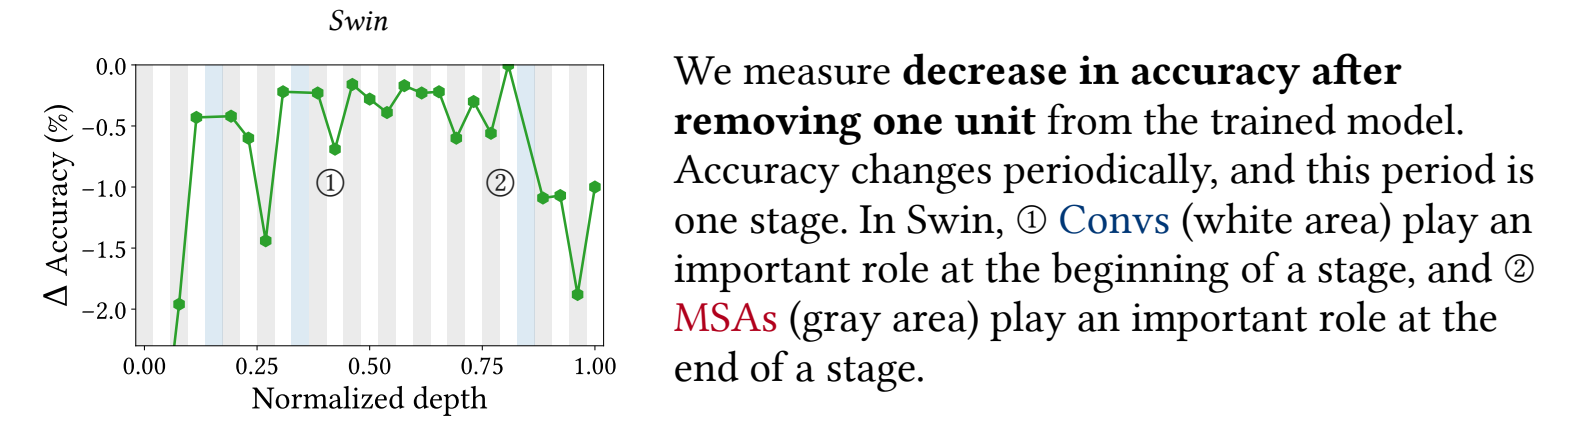 Swin
0.0
−0.5
−1.0
−1.5
−2.0
Δ Accuracy (%)
① ②
0.00 0.25 0.50 0.75 1.00
Normalized depth
We measure decrease in accuracy after
removing one unit from the trained model.
Accuracy changes periodically, and this period is
one stage. In Swin, ① Convs (white area) play an
important role at the beginning of a stage, and ②
MSAs (gray area) play an important role at the
end of a stage.